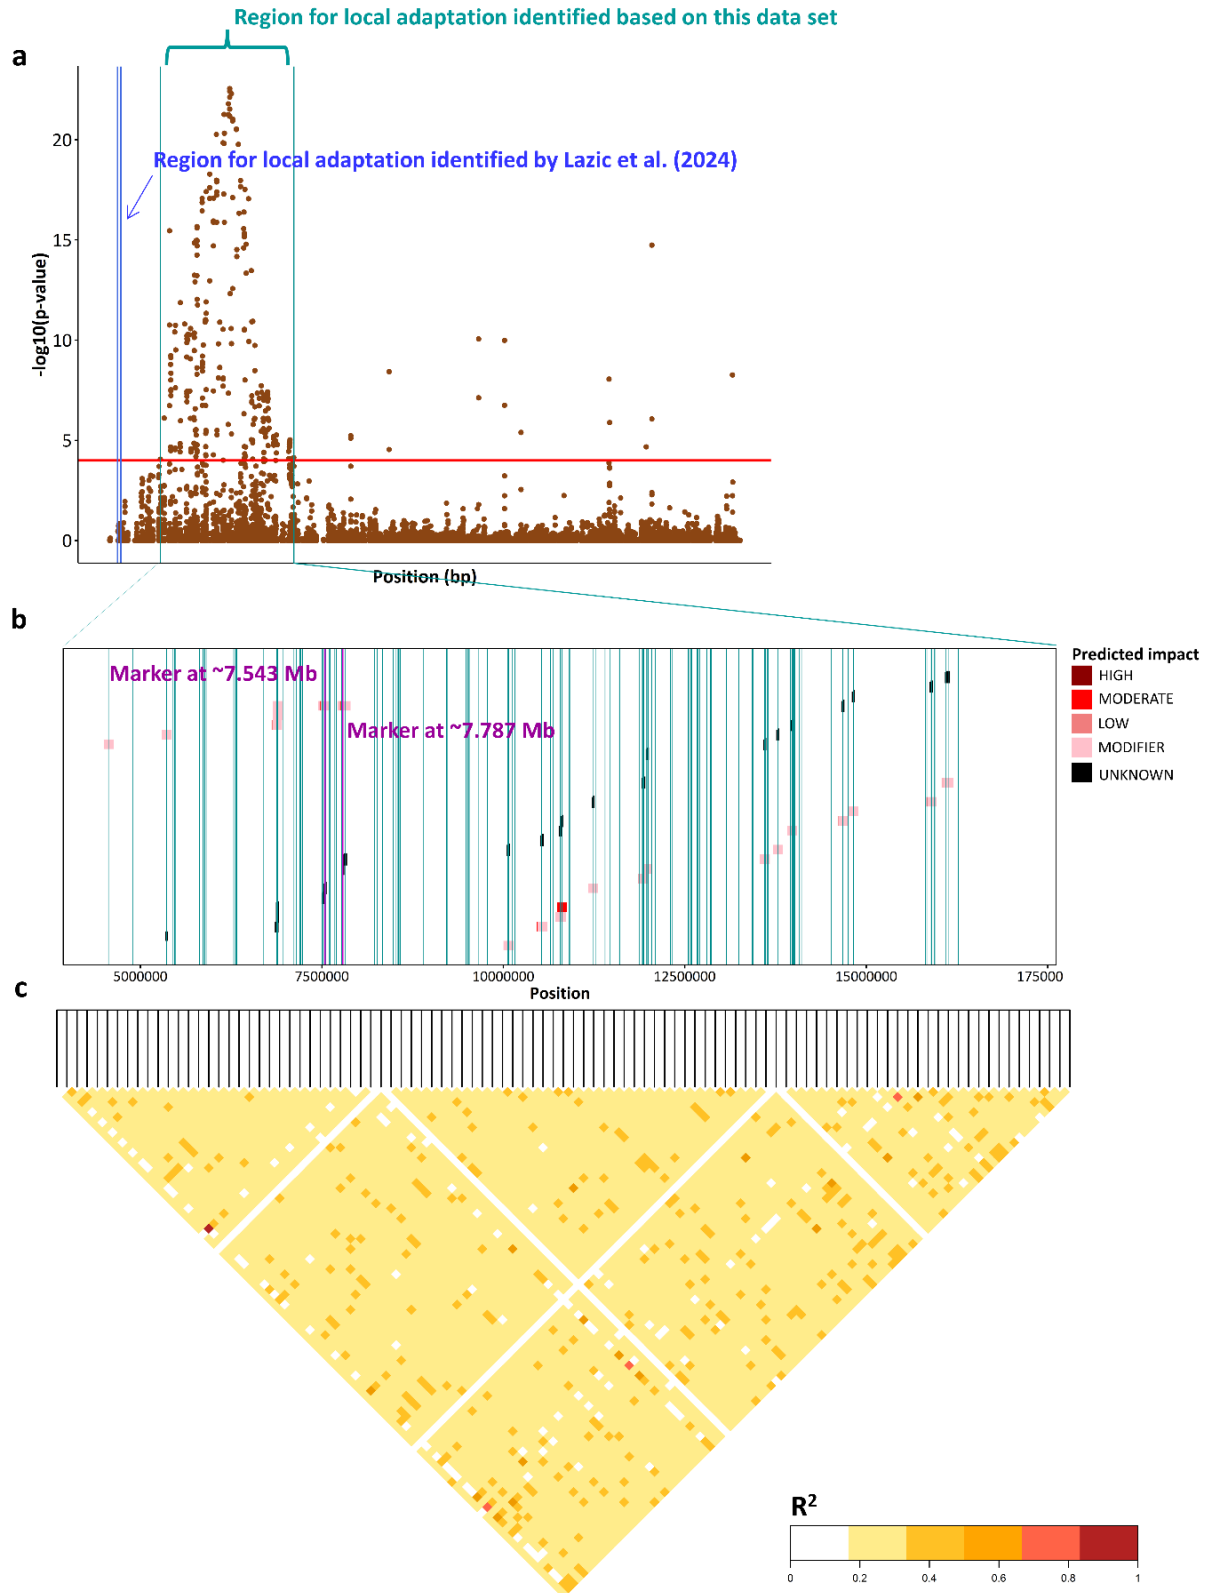 Region for local adaptation identified based on this data set
a
20
Region for local adaptation identified by Lazic et al. (2024)
15
-log10(p-value)
10
5
0
Position (bp)
b
Marker at ~7.543 Mb
Marker at ~7.787 Mb
Predicted impact
HIGH
MODERATE
LOW
MODIFIER
UNKNOWN
5000000 7500000 10000000 12500000 15000000 175000
Position
c
R²
0 0.2 0.4 0.6 0.8 1